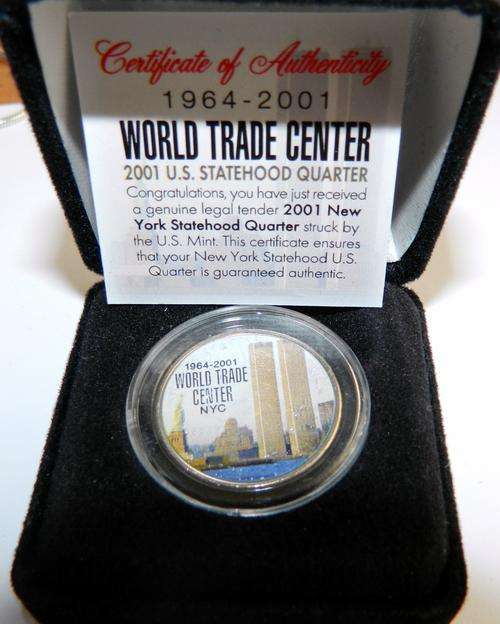 Certificate of Authenticity
1964-2001
WORLD TRADE CENTER
2001 U.S. STATEHOOD QUARTER
Congratulations, you have just received
a genuine legal tender 2001 New
York Statehood Quarter struck by
the U.S. Mint. This certificate ensures
that your New York Statehood U.S.
Quarter is guaranteed authentic.
1964-2001
WORLD TRADE
CENTER
NYC